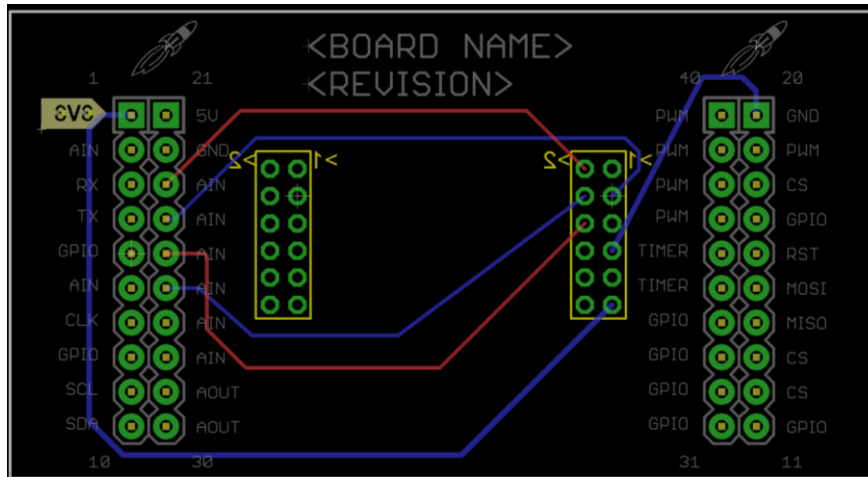 <BOARD NAME>
<REVISION>
1 21 40 20
3V3 5V PWM GND
AIN GND PWM PWM
2> 1> 2> 1>
RX AIN PWM CS
TX AIN PWM GPIO
GPIO AIN TIMER RST
AIN AIN TIMER MOSI
CLK AIN GPIO MISO
GPIO AIN GPIO CS
SCL AOUT GPIO CS
SDA AOUT GPIO GPIO
10 30 31 11